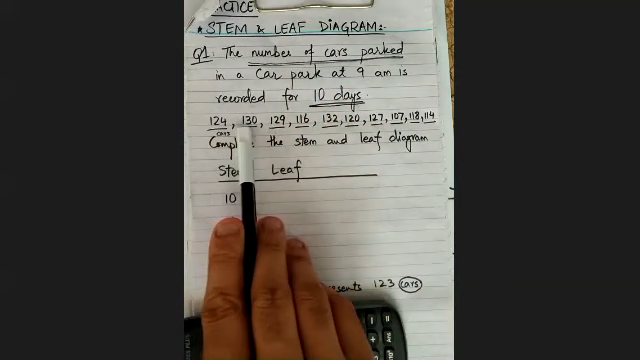 * STEM & LEAF DIAGRAM:-
Q1: The number of cars parked
in a Car park at 9 am is
recorded for 10 days.
124, 130, 129, 116, 132, 120, 127, 107, 118, 114
cars
the stem and leaf diagram
Leaf
10
123 cars